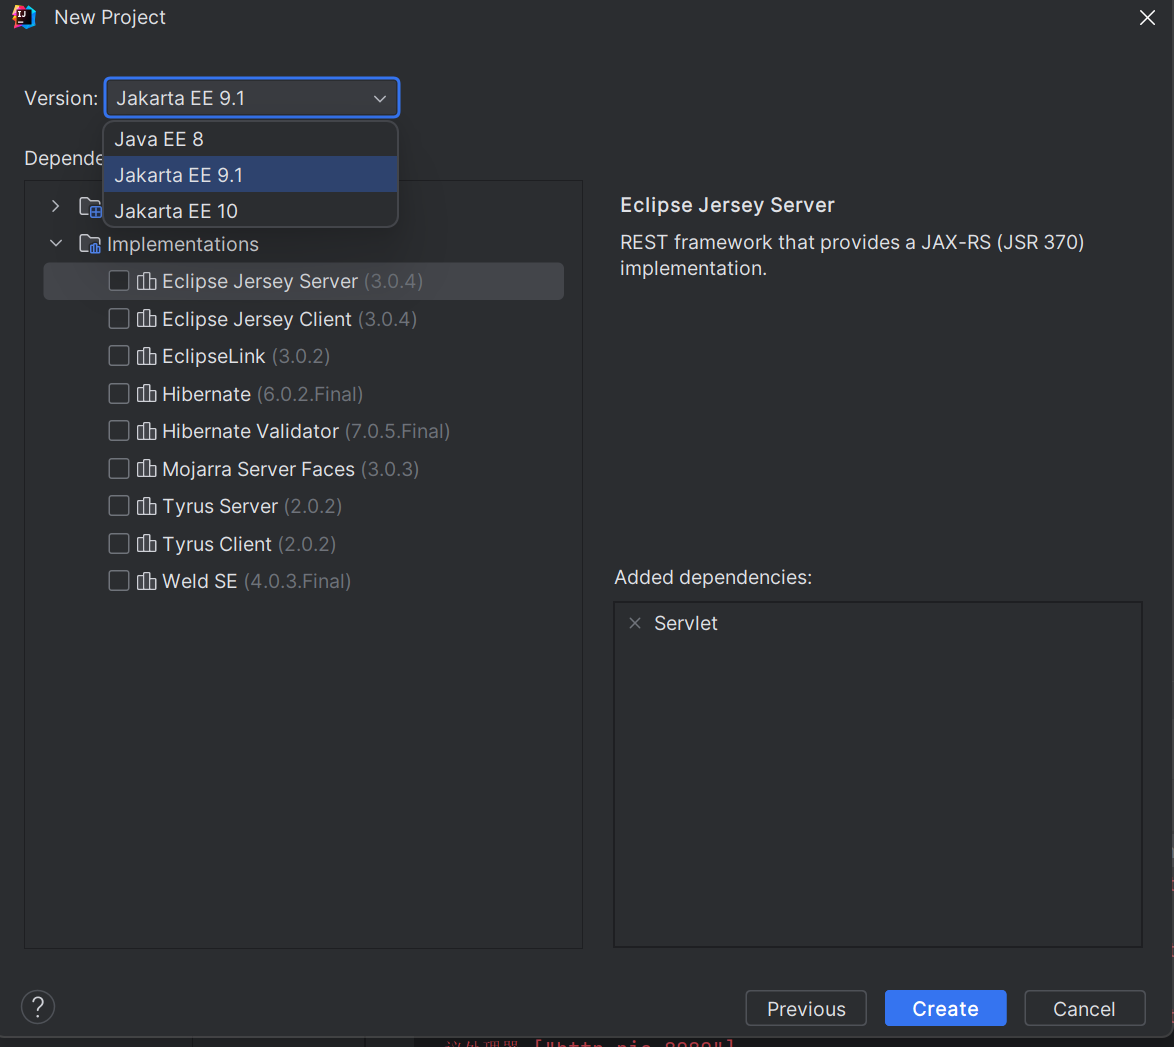 New Project
Version: Jakarta EE 9.1
Java EE 8
Depende
Jakarta EE 9.1
Jakarta EE 10
Implementations
Eclipse Jersey Server (3.0.4)
Eclipse Jersey Client (3.0.4)
EclipseLink (3.0.2)
Hibernate (6.0.2.Final)
Hibernate Validator (7.0.5.Final)
Mojarra Server Faces (3.0.3)
Tyrus Server (2.0.2)
Tyrus Client (2.0.2)
Weld SE (4.0.3.Final)
Eclipse Jersey Server
REST framework that provides a JAX-RS (JSR 370)
implementation.
Added dependencies:
Servlet
?
Previous
Create
Cancel